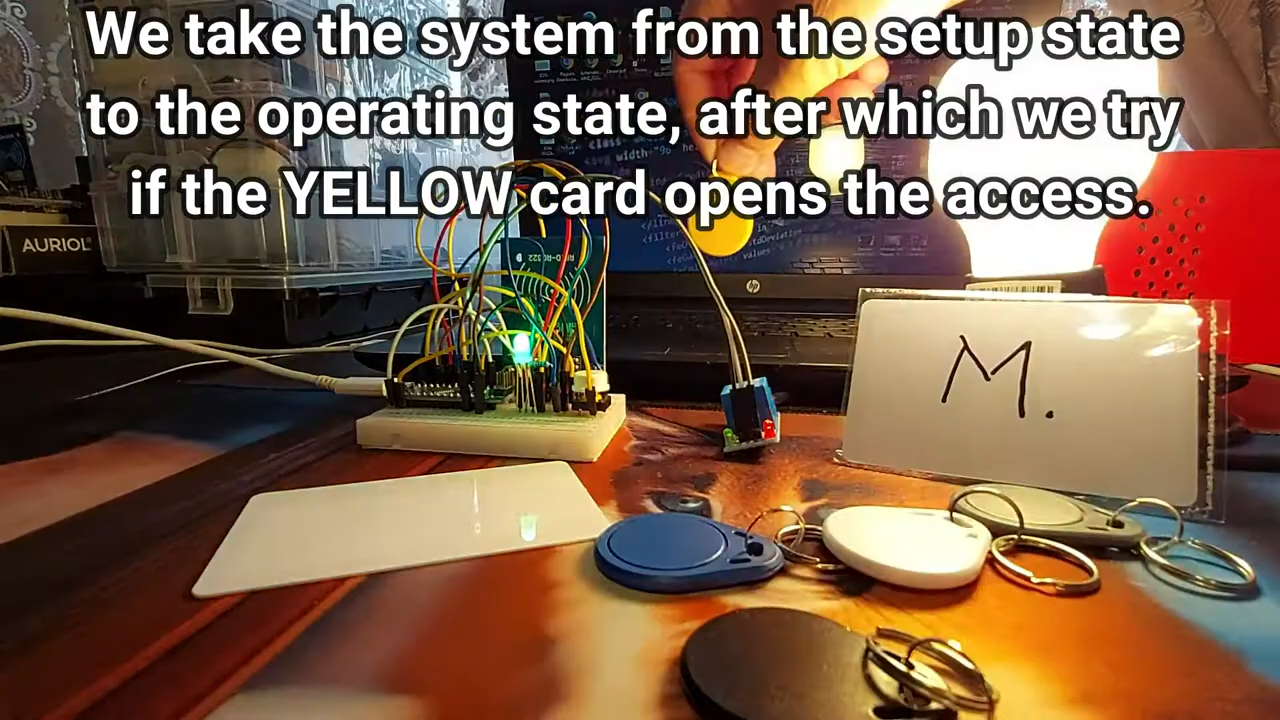 We take the system from the setup state
to the operating state, after which we try
if the YELLOW card opens the access.
AURIOL
hp
M.